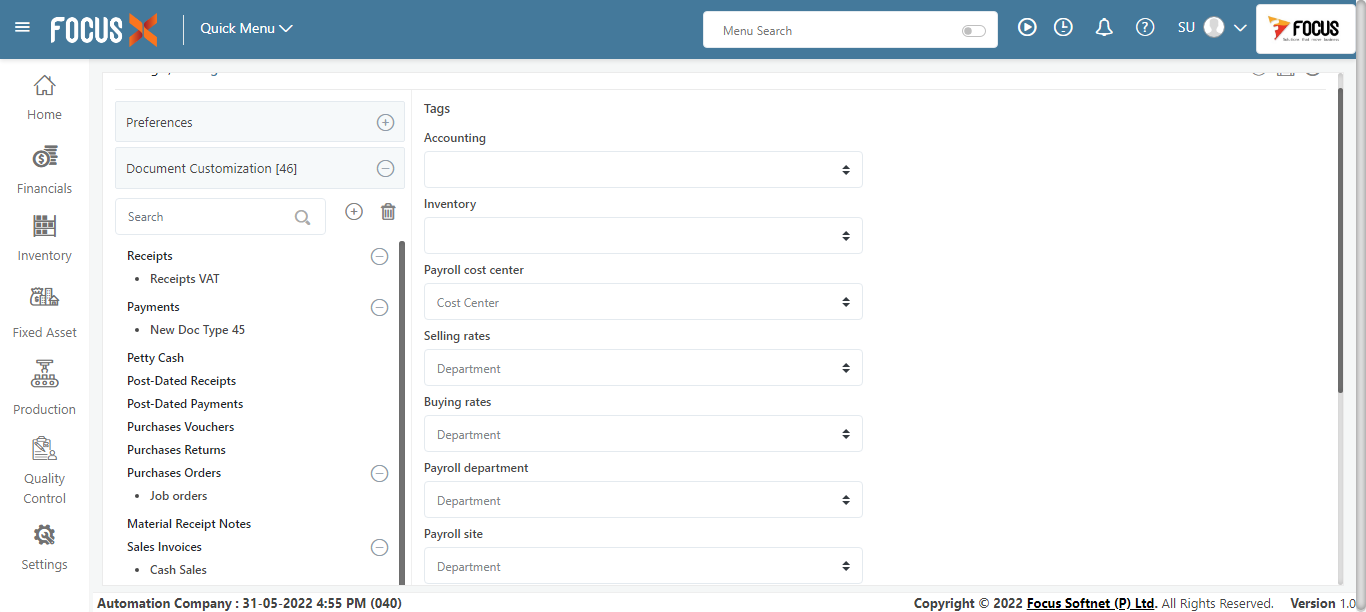 FOCUS X
Quick Menu
Menu Search
SU
FOCUS
Home
Financials
Inventory
Fixed Asset
Production
Quality
Control
Settings
Preferences
Document Customization [46]
Search
Receipts
• Receipts VAT
Payments
• New Doc Type 45
Petty Cash
Post-Dated Receipts
Post-Dated Payments
Purchases Vouchers
Purchases Returns
Purchases Orders
• Job orders
Material Receipt Notes
Sales Invoices
• Cash Sales
Tags
Accounting
Inventory
Payroll cost center
Cost Center
Selling rates
Department
Buying rates
Department
Payroll department
Department
Payroll site
Department
Automation Company : 31-05-2022 4:55 PM (040)
Copyright © 2022 Focus Softnet (P) Ltd. All Rights Reserved.
Version 1.0